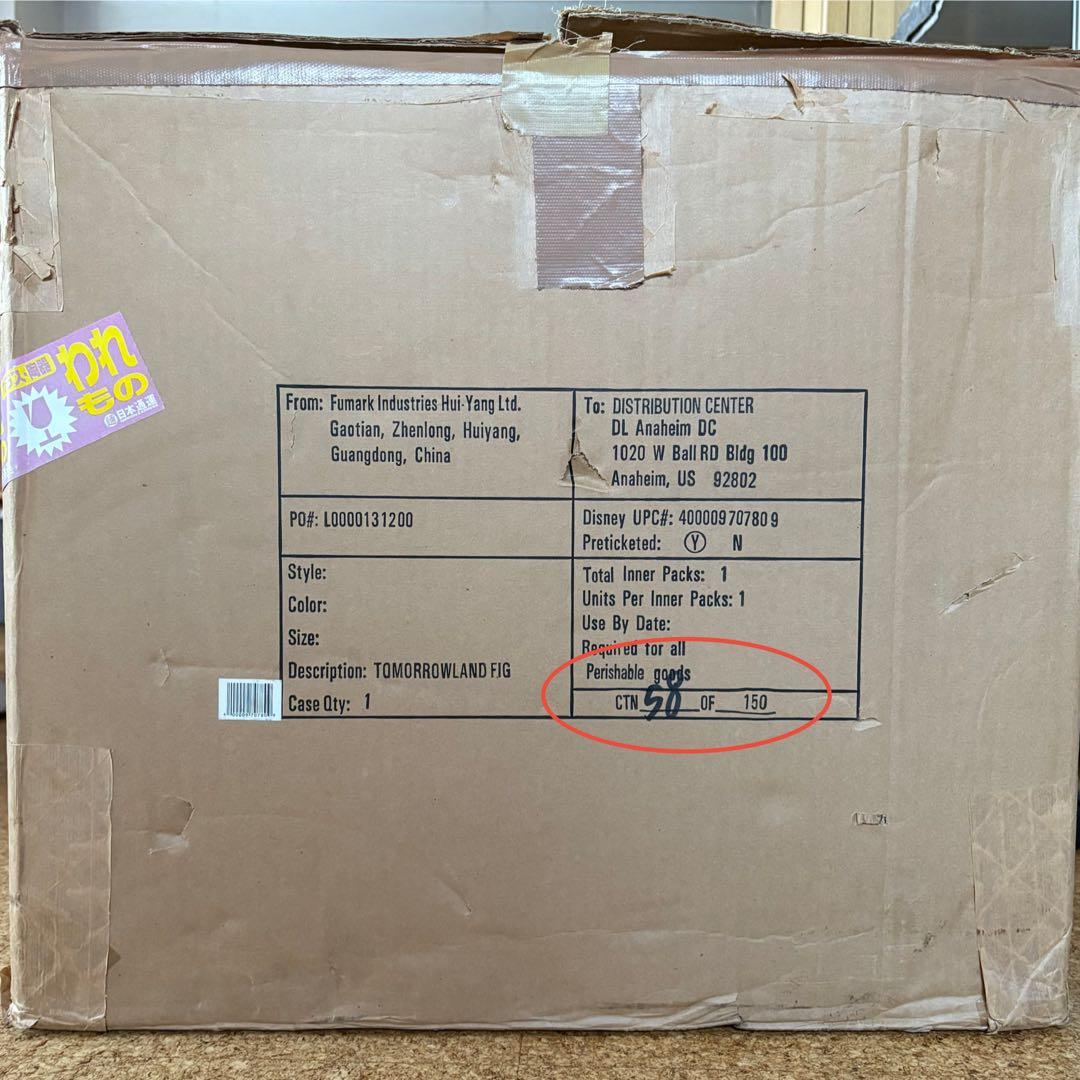 われ
もの
日本通運
From: Fumark Industries Hui-Yang Ltd.
Gaotian, Zhenlong, Huiyang,
Guangdong, China
To: DISTRIBUTION CENTER
DL Anaheim DC
1020 W Ball RD Bldg 100
Anaheim, US 92802
PO#: L0000131200
Disney UPC#: 400009707809
Preticketed: Y N
Style:
Color:
Size:
Description: TOMORROWLAND FIG
Case Qty: 1
Total Inner Packs: 1
Units Per Inner Packs: 1
Use By Date:
Required for all
Perishable goods
CTN 58 OF 150